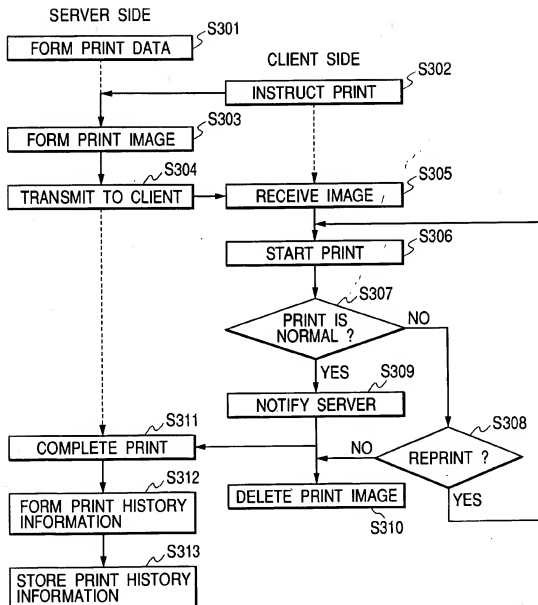 SERVER SIDE
S301
FORM PRINT DATA
CLIENT SIDE
S302
INSTRUCT PRINT
S303
FORM PRINT IMAGE
S304
TRANSMIT TO CLIENT
S305
RECEIVE IMAGE
S306
START PRINT
S307
PRINT IS
NORMAL ?
NO
YES
S309
NOTIFY SERVER
S308
REPRINT ?
NO
YES
S311
COMPLETE PRINT
DELETE PRINT IMAGE
S310
S312
FORM PRINT HISTORY
INFORMATION
S313
STORE PRINT HISTORY
INFORMATION